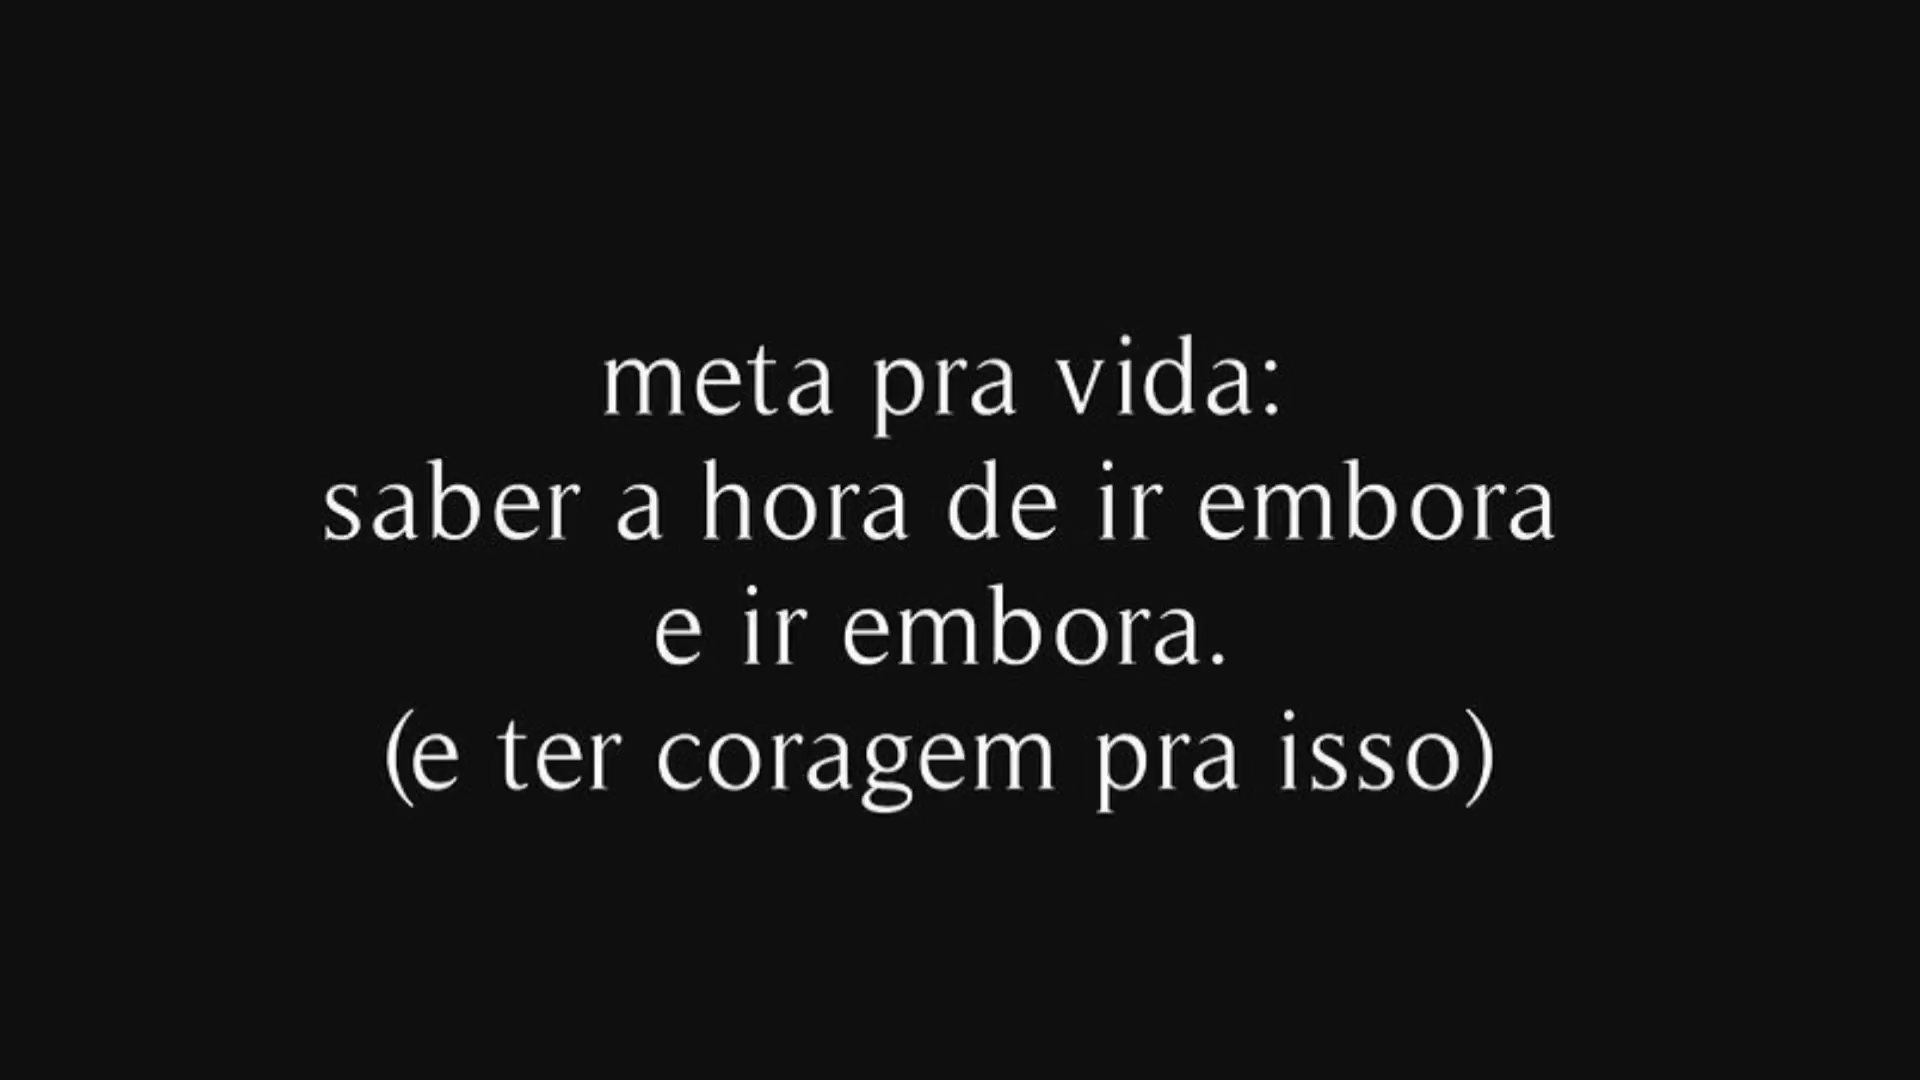 meta pra vida:
saber a hora de ir embora
e ir embora.
(e ter coragem pra isso)